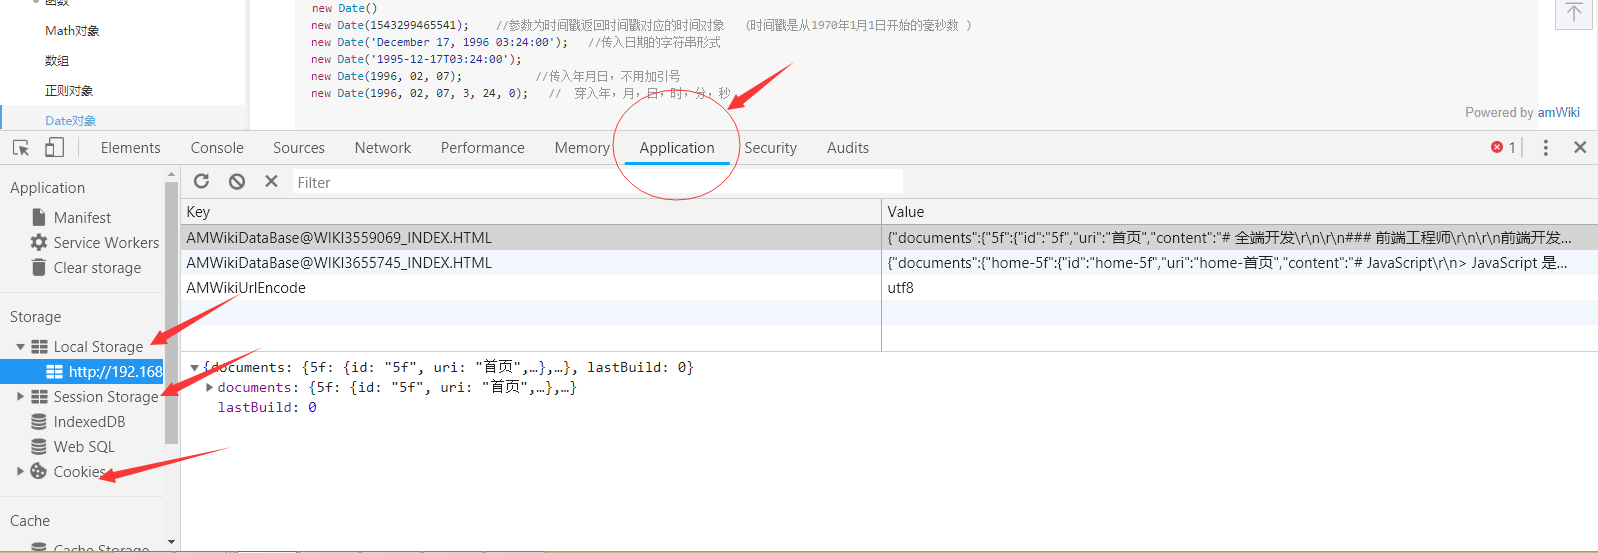 函数
Math对象
数组
正则对象
Date对象
new Date()
new Date(1543299465541);    //参数为时间戳返回时间戳对应的时间对象   (时间戳是从1970年1月1日开始的毫秒数 )
new Date('December 17, 1996 03:24:00');   //传入日期的字符串形式
new Date('1995-12-17T03:24:00');
new Date(1996, 02, 07);           //传入年月日，不用加引号
new Date(1996, 02, 07, 3, 24, 0);   //  穿入年，月，日，时，分，秒
Powered by amWiki
Elements Console Sources Network Performance Memory Application Security Audits 1
Application
Manifest
Service Workers
Clear storage
Storage
Local Storage
http://192.168
Session Storage
IndexedDB
Web SQL
Cookies
Cache
Cache Storage
Filter
Key Value
AMWikiDataBase@WIKI3559069_INDEX.HTML {"documents":{"5f":{"id":"5f","uri":"首页","content":"# 全端开发\r\n\r\n### 前端工程师\r\n\r\n前端开发...
AMWikiDataBase@WIKI3655745_INDEX.HTML {"documents":{"home-5f":{"id":"home-5f","uri":"home-首页","content":"# JavaScript\r\n> JavaScript 是...
AMWikiUrlEncode utf8
{documents: {5f: {id: "5f", uri: "首页",…},…}, lastBuild: 0}
documents: {5f: {id: "5f", uri: "首页",…},…}
lastBuild: 0